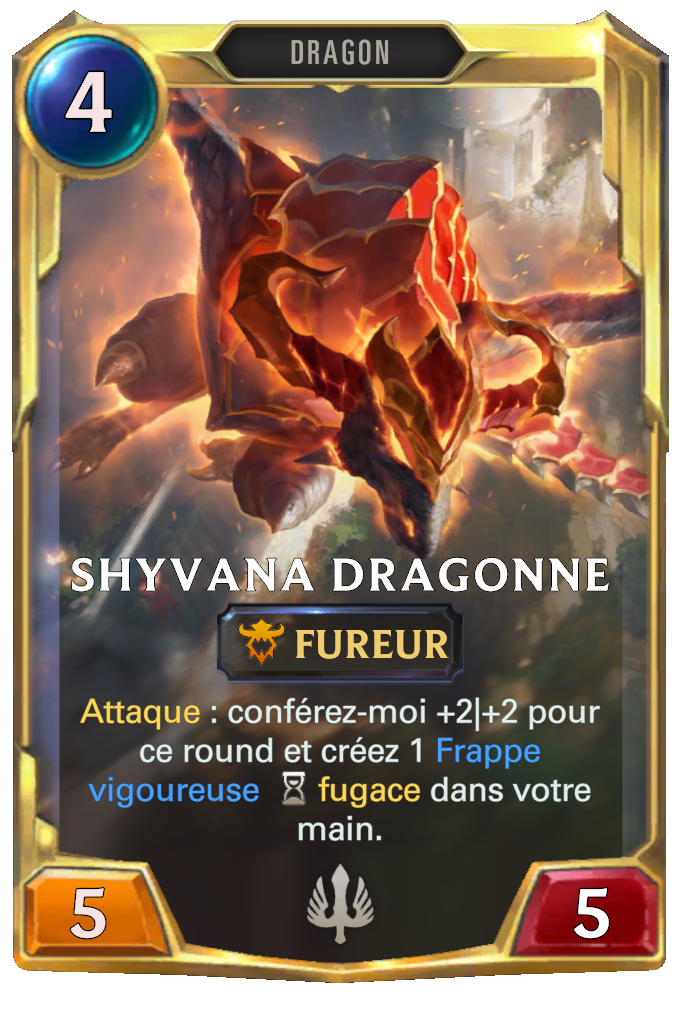 DRAGON
4
SHYVANA DRAGONNE
FUREUR
Attaque : conférez-moi +2|+2 pour
ce round et créez 1 Frappe
vigoureuse fugace dans votre
main.
5
5